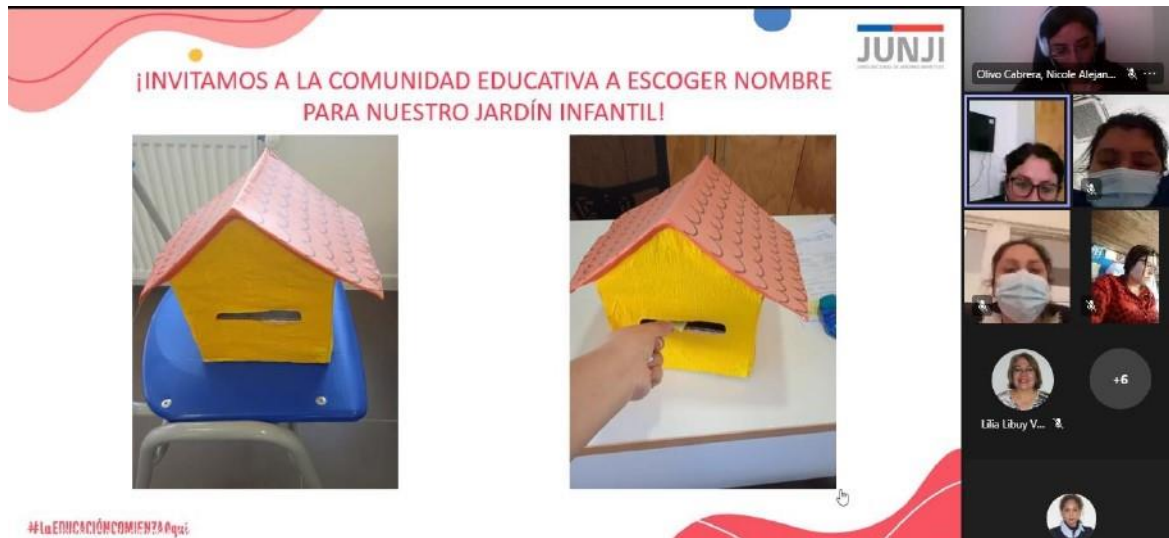 ¡INVITAMOS A LA COMUNIDAD EDUCATIVA A ESCOGER NOMBRE
PARA NUESTRO JARDÍN INFANTIL!
JUNJI
#LaEDUCACIÓNCOMIENZAAquí
Olivo Cabrera, Nicole Alejan...
+6
Lilia Libuy V...